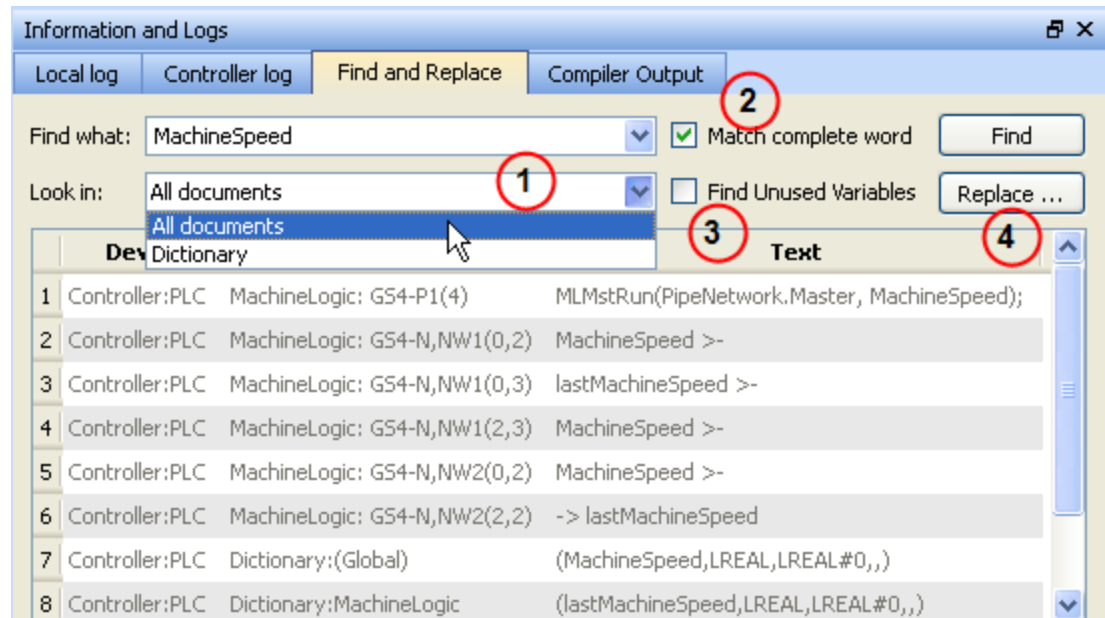 Information and Logs
Local log Controller log Find and Replace Compiler Output
2
Find what: MachineSpeed Match complete word Find
1
Look in: All documents Find Unused Variables Replace ...
All documents
3 4
Dev Text
Dictionary
1 Controller:PLC MachineLogic: GS4-P1(4) MLMstRun(PipeNetwork.Master, MachineSpeed);
2 Controller:PLC MachineLogic: GS4-N,NW1(0,2) MachineSpeed >-
3 Controller:PLC MachineLogic: GS4-N,NW1(0,3) lastMachineSpeed >-
4 Controller:PLC MachineLogic: GS4-N,NW1(2,3) MachineSpeed >-
5 Controller:PLC MachineLogic: GS4-N,NW2(0,2) MachineSpeed >-
6 Controller:PLC MachineLogic: GS4-N,NW2(2,2) -> lastMachineSpeed
7 Controller:PLC Dictionary:(Global) (MachineSpeed,LREAL,LREAL#0,,)
8 Controller:PLC Dictionary:MachineLogic (lastMachineSpeed,LREAL,LREAL#0,,)